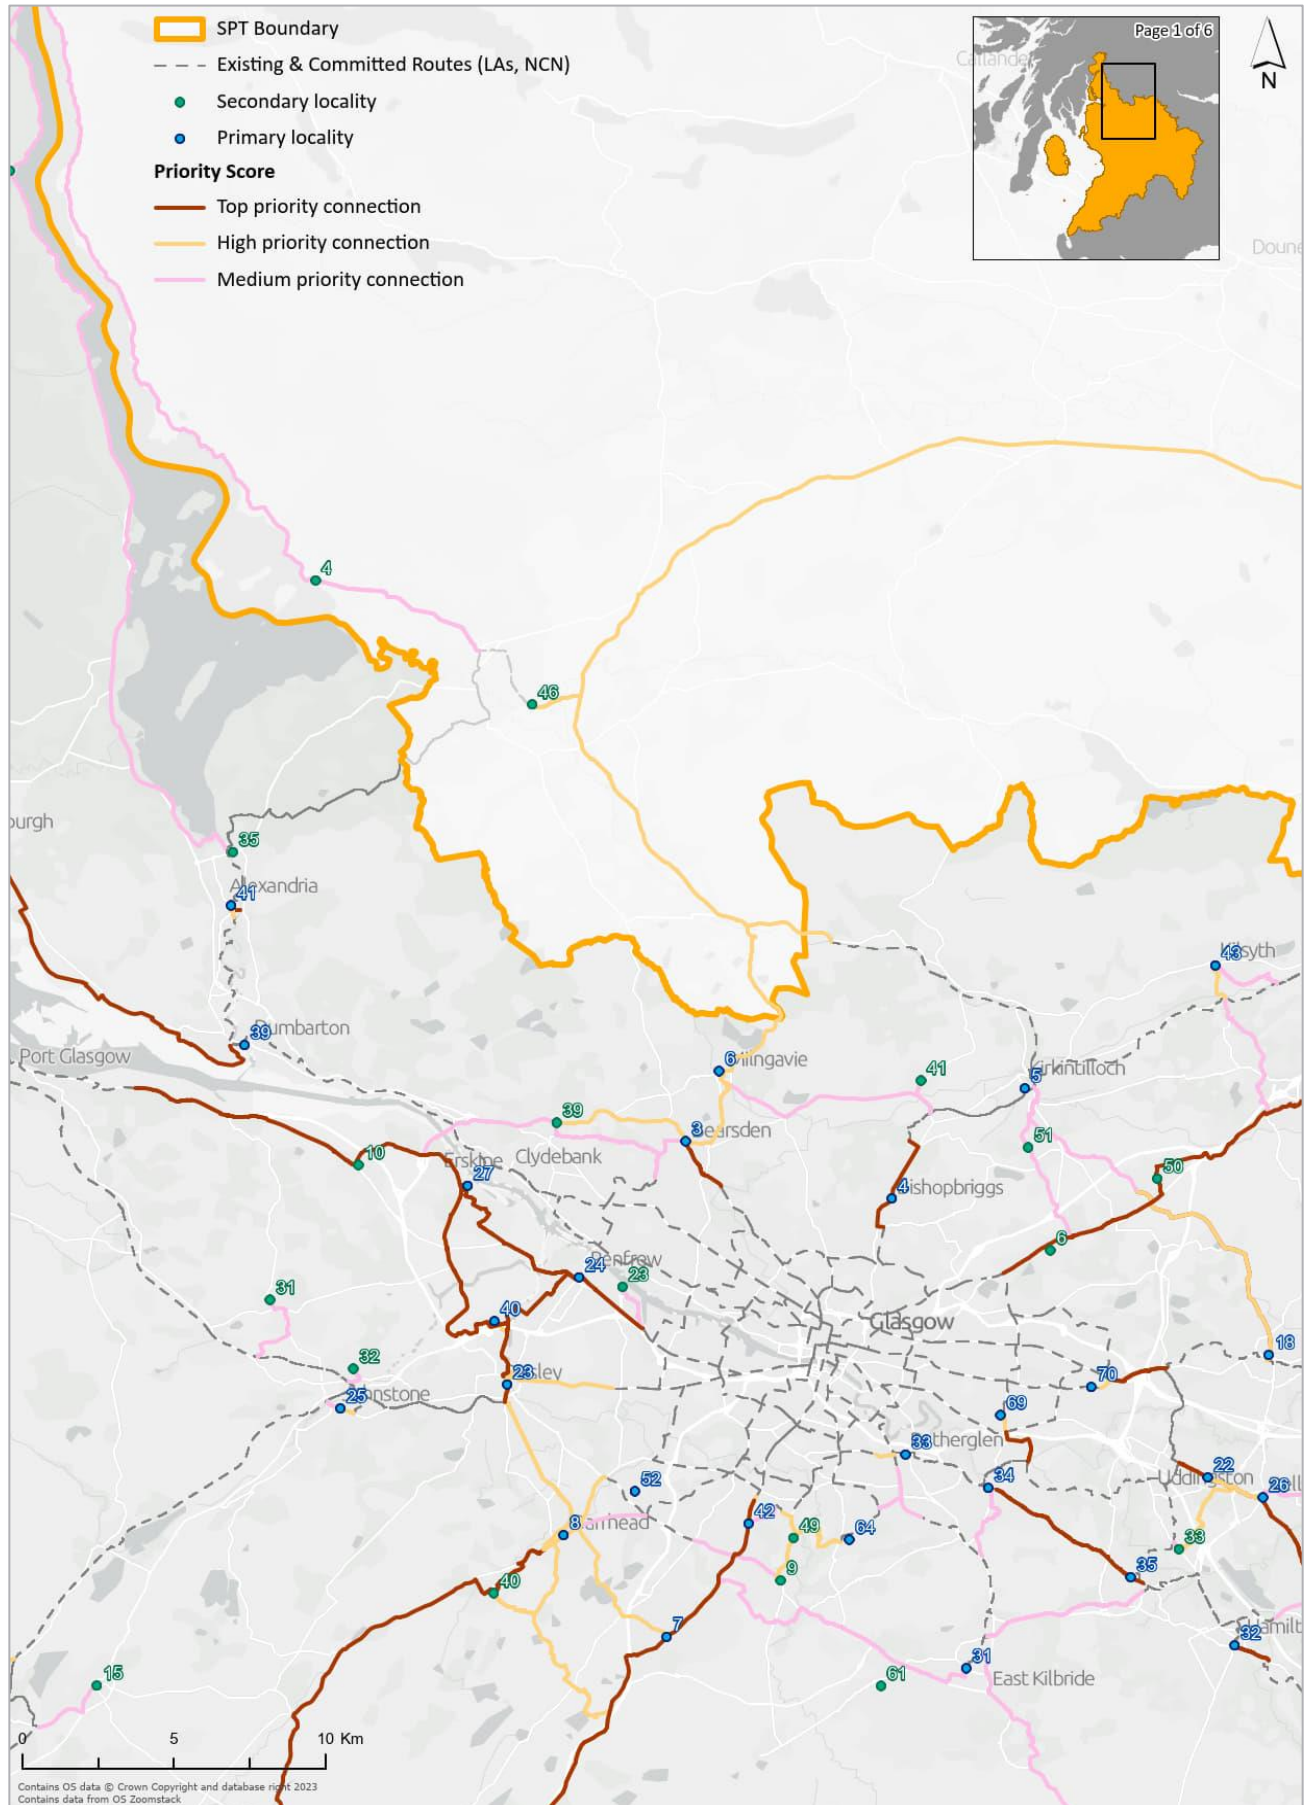 SPT Boundary
Existing & Committed Routes (LAs, NCN)
Secondary locality
Primary locality
Priority Score
Top priority connection
High priority connection
Medium priority connection
Page 1 of 6
Callander
N
Doune
4
46
35
Alexandria
41
43
39
Dumbarton
Port Glasgow
6
Milngavie
41
5
Kirkintilloch
39
3
Bearsden
51
10
Erskine
Clydebank
27
4
Bishopbriggs
50
6
Renfrew
24
23
31
40
Glasgow
18
32
23
70
25
Johnstone
69
33
Rutherglen
34
22
Uddingston
26
52
8
Barrhead
42
49
64
33
9
40
35
7
32
15
61
31
East Kilbride
0
5
10 Km
Contains OS data © Crown Copyright and database right 2023
Contains data from OS Zoomstack